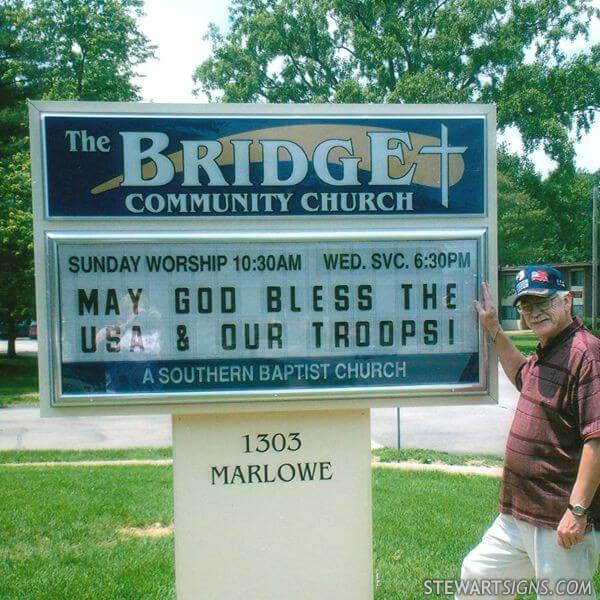 The BRIDGE
COMMUNITY CHURCH
SUNDAY WORSHIP 10:30AM WED. SVC. 6:30PM
MAY GOD BLESS THE
USA & OUR TROOPS!
A SOUTHERN BAPTIST CHURCH
1303
MARLOWE
STEWARTSIGNS.COM